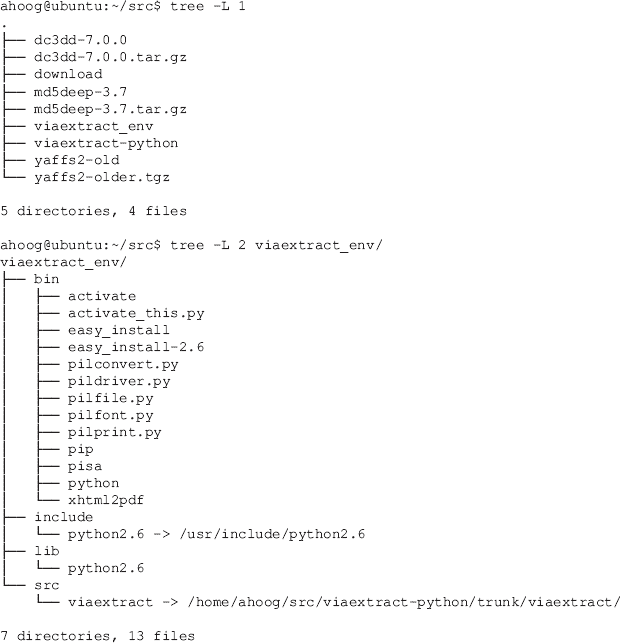 ahoog@ubuntu:~/src$ tree -L 1
.
├── dc3dd-7.0.0
├── dc3dd-7.0.0.tar.gz
├── download
├── md5deep-3.7
├── md5deep-3.7.tar.gz
├── viaextract_env
├── viaextract-python
├── yaffs2-old
└── yaffs2-older.tgz

5 directories, 4 files

ahoog@ubuntu:~/src$ tree -L 2 viaextract_env/
viaextract_env/
├── bin
│   ├── activate
│   ├── activate_this.py
│   ├── easy_install
│   ├── easy_install-2.6
│   ├── pilconvert.py
│   ├── pildriver.py
│   ├── pilfile.py
│   ├── pilfont.py
│   ├── pilprint.py
│   ├── pip
│   ├── pisa
│   ├── python
│   └── xhtml2pdf
├── include
│   └── python2.6 -> /usr/include/python2.6
├── lib
│   └── python2.6
└── src
    └── viaextract -> /home/ahoog/src/viaextract-python/trunk/viaextract/

7 directories, 13 files